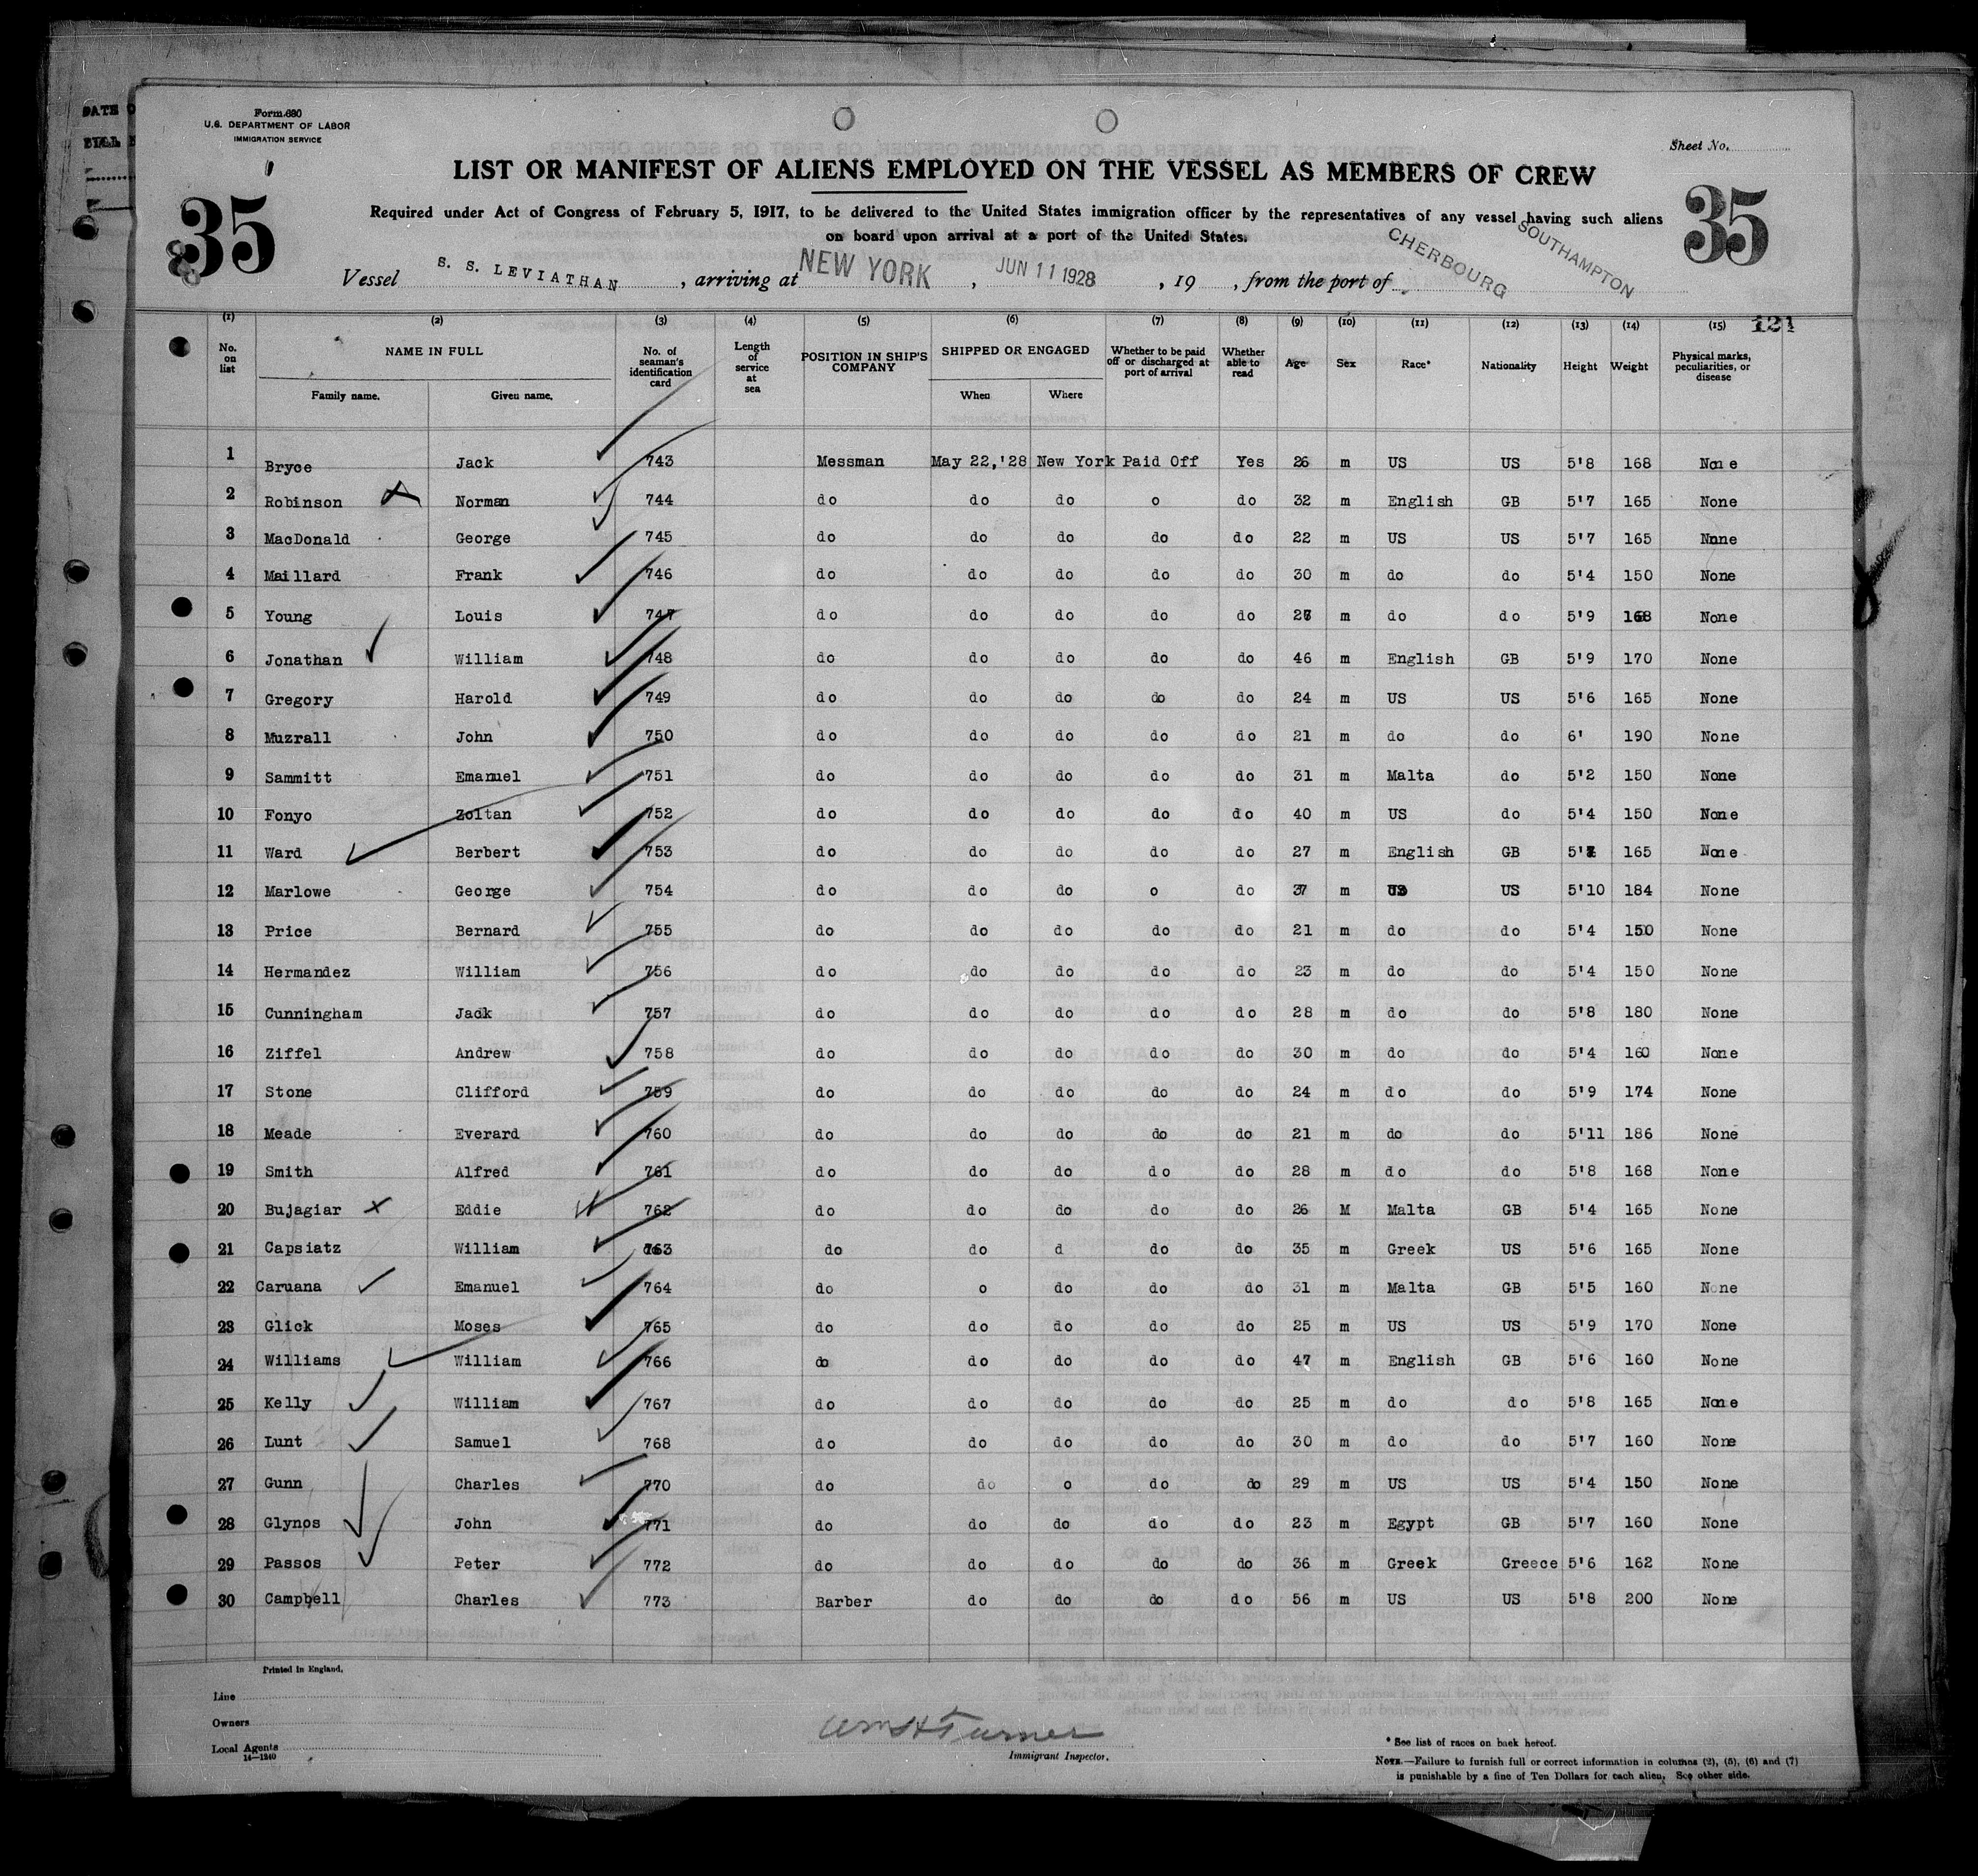 DATE O
BILL
Form 680
U.S. DEPARTMENT OF LABOR
IMMIGRATION SERVICE
Sheet No.
LIST OR MANIFEST OF ALIENS EMPLOYED ON THE VESSEL AS MEMBERS OF CREW
35 35
Required under Act of Congress of February 5, 1917, to be delivered to the United States immigration officer by the representatives of any vessel having such aliens
on board upon arrival at a port of the United States.
Vessel S. S. LEVIATHAN, arriving at NEW YORK, JUN 11 1928, 19 , from the port of CHERBOURG SOUTHAMPTON
(1) (2) (3) (4) (5) (6) (7) (8) (9) (10) (11) (12) (13) (14) (15) 121
No. on list NAME IN FULL Family name. Given name. No. of seaman's identification card Length of service at sea POSITION IN SHIP'S COMPANY SHIPPED OR ENGAGED When Where Whether to be paid off or discharged at port of arrival Whether able to read Age Sex Race* Nationality Height Weight Physical marks, peculiarities, or disease
1 Bryce Jack 743 Messman May 22,'28 New York Paid Off Yes 26 m US US 5'8 168 None
2 Robinson Norman 744 do do do o do 32 m English GB 5'7 165 None
3 MacDonald George 745 do do do do do 22 m US US 5'7 165 Nnne
4 Maillard Frank 746 do do do do do 30 m do do 5'4 150 None
5 Young Louis 747 do do do do do m do do 5'9 168 None
6 Jonathan William 748 do do do do do 46 m English GB 5'9 170 None
7 Gregory Harold 749 do do do do do 24 m US US 5'6 165 None
8 Muzrall John 750 do do do do do 21 m do do 6' 190 None
9 Sammitt Emanuel 751 do do do do do 31 m Malta do 5'2 150 None
10 Fonyo Zoltan 752 do do do do do 40 m US do 5'4 150 None
11 Ward Berbert 753 do do do do do 27 m English GB 165 None
12 Marlowe George 754 do do do o do 37 m US US 5'10 184 None
13 Price Bernard 755 do do do do do 21 m do do 5'4 150 None
14 Hermandez William 756 do do do do do 23 m do do 5'4 150 None
15 Cunningham Jack 757 do do do do do 28 m do do 5'8 180 None
16 Ziffel Andrew 758 do do do do do 30 m do do 5'4 160 None
17 Stone Clifford 759 do do do do do 24 m do do 5'9 174 None
18 Meade Everard 760 do do do do do 21 m do do 5'11 186 None
19 Smith Alfred 761 do do do do do 28 m do do 5'8 168 None
20 Bujagiar Eddie 762 do do do do do 26 M Malta GB 5'4 165 None
21 Capsiatz William 763 do do d do do 35 m Greek US 5'6 165 None
22 Caruana Emanuel 764 do o do do do 31 m Malta GB 5'5 160 None
23 Glick Moses 765 do do do do do 25 m US US 5'9 170 None
24 Williams William 766 do do do do do 47 m English GB 5'6 160 None
25 Kelly William 767 do do do do do 25 m do do 5'8 165 None
26 Lunt Samuel 768 do do do do do 30 m do do 5'7 160 None
27 Gunn Charles 770 do do o do do 29 m US US 5'4 150 None
28 Glynos John 771 do do do do do 23 m Egypt GB 5'7 160 None
29 Passos Peter 772 do do do do do 36 m Greek Greece 5'6 162 None
30 Campbell Charles 773 Barber do do do do 56 m US US 5'8 200 None
Printed in England.
Line
Owners
Local Agents
14—1240
Wm H Turner
Immigrant Inspector.
* See list of races on back hereof.
NOTE.—Failure to furnish full or correct information in columns (2), (5), (6) and (7)
is punishable by a fine of Ten Dollars for each alien. See other side.